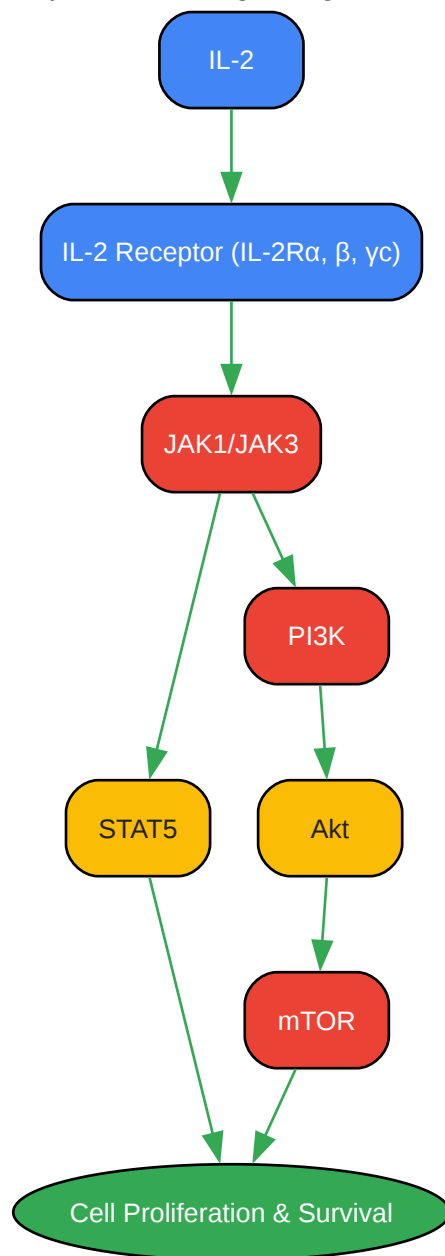 IL-2
IL-2 Receptor (IL-2Rα, β, γc)
JAK1/JAK3
PI3K
STAT5
Akt
mTOR
Cell Proliferation & Survival